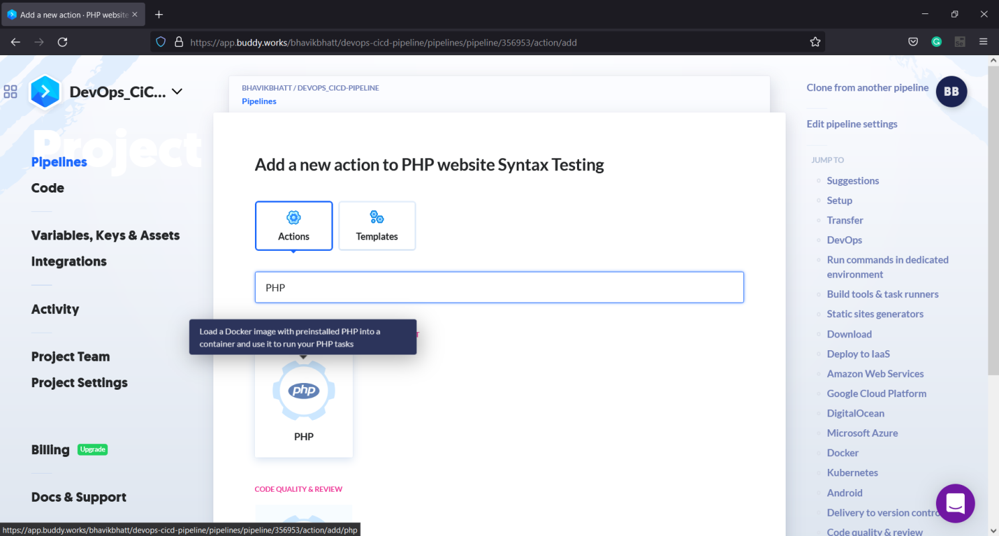 Add a new action · PHP website
https://app.buddy.works/bhavikbhatt/devops-cicd-pipeline/pipelines/pipeline/356953/action/add
G
Se
DevOps_CiC...
Project
Pipelines
Code
Variables, Keys & Assets
Integrations
Activity
Project Team
Project Settings
Billing
Upgrade
Docs & Support
BHAVIKBHATT / DEVOPS_CICD-PIPELINE
Pipelines
Add a new action to PHP website Syntax Testing
Actions
Templates
PHP
Load a Docker image with preinstalled PHP into a
container and use it to run your PHP tasks
T
php
PHP
CODE QUALITY & REVIEW
Clone from another pipeline
BB
Edit pipeline settings
JUMP TO
Suggestions
Setup
Transfer
DevOps
Run commands in dedicated
environment
Build tools & task runners
Static sites generators
Download
Deploy to IaaS
Amazon Web Services
Google Cloud Platform
DigitalOcean
Microsoft Azure
Docker
Kubernetes
Android
Delivery to version contro
Code quality & review
https://app.buddy.works/bhavikbhatt/devops-cicd-pipeline/pipelines/pipeline/356953/action/add/php